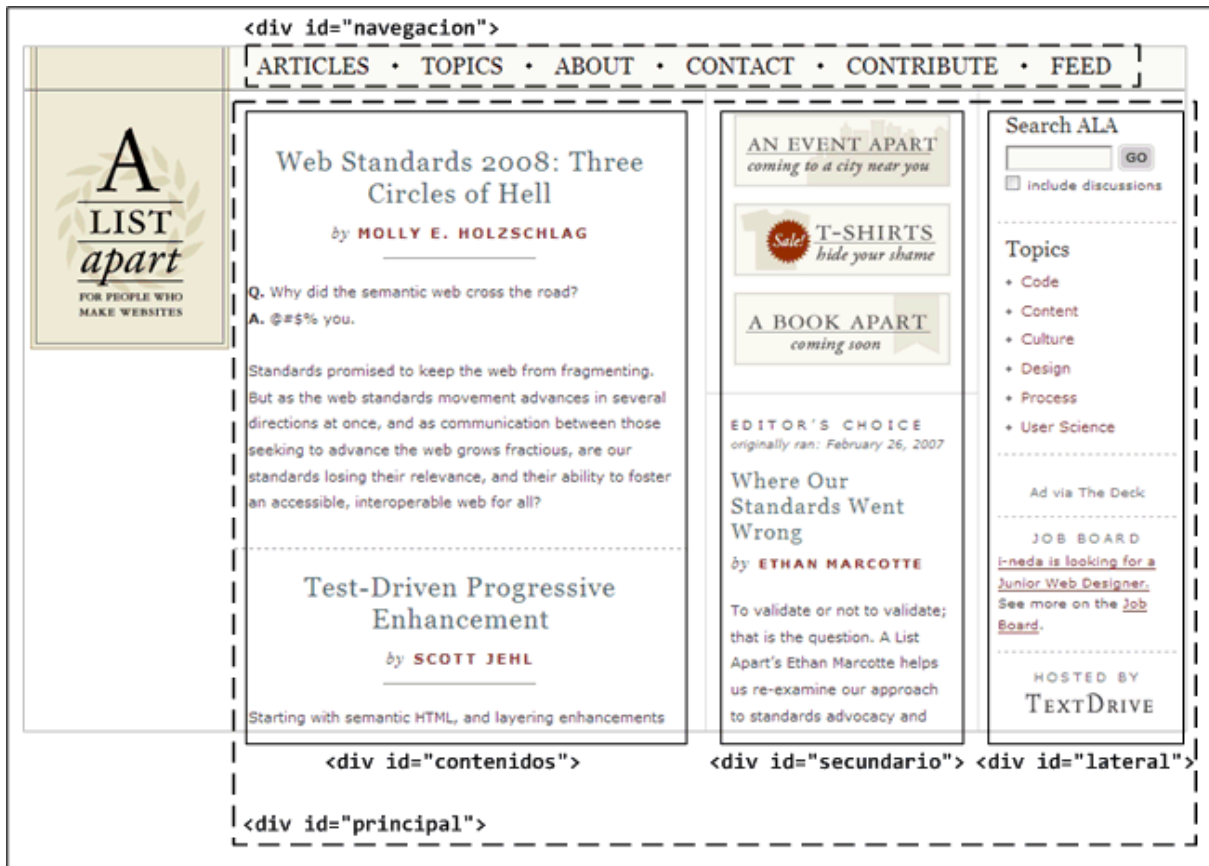 <div id="navegacion">
ARTICLES • TOPICS • ABOUT • CONTACT • CONTRIBUTE • FEED
A
LIST
apart
FOR PEOPLE WHO
MAKE WEBSITES
Web Standards 2008: Three
Circles of Hell
by MOLLY E. HOLZSCHLAG
Q. Why did the semantic web cross the road?
A. @#$% you.
Standards promised to keep the web from fragmenting.
But as the web standards movement advances in several
directions at once, and as communication between those
seeking to advance the web grows fractious, are our
standards losing their relevance, and their ability to foster
an accessible, interoperable web for all?
Test-Driven Progressive
Enhancement
by SCOTT JEHL
Starting with semantic HTML, and layering enhancements
AN EVENT APART
coming to a city near you
Sale!
T-SHIRTS
hide your shame
A BOOK APART
coming soon
EDITOR'S CHOICE
originally ran: February 26, 2007
Where Our
Standards Went
Wrong
by ETHAN MARCOTTE
To validate or not to validate;
that is the question. A List
Apart's Ethan Marcotte helps
us re-examine our approach
to standards advocacy and
Search ALA
GO
include discussions
Topics
Code
Content
Culture
Design
Process
User Science
Ad via The Deck
JOB BOARD
i-neda is looking for a
Junior Web Designer.
See more on the Job
Board.
HOSTED BY
TEXTDRIVE
<div id="contenidos">
<div id="secundario">
<div id="lateral">
<div id="principal">